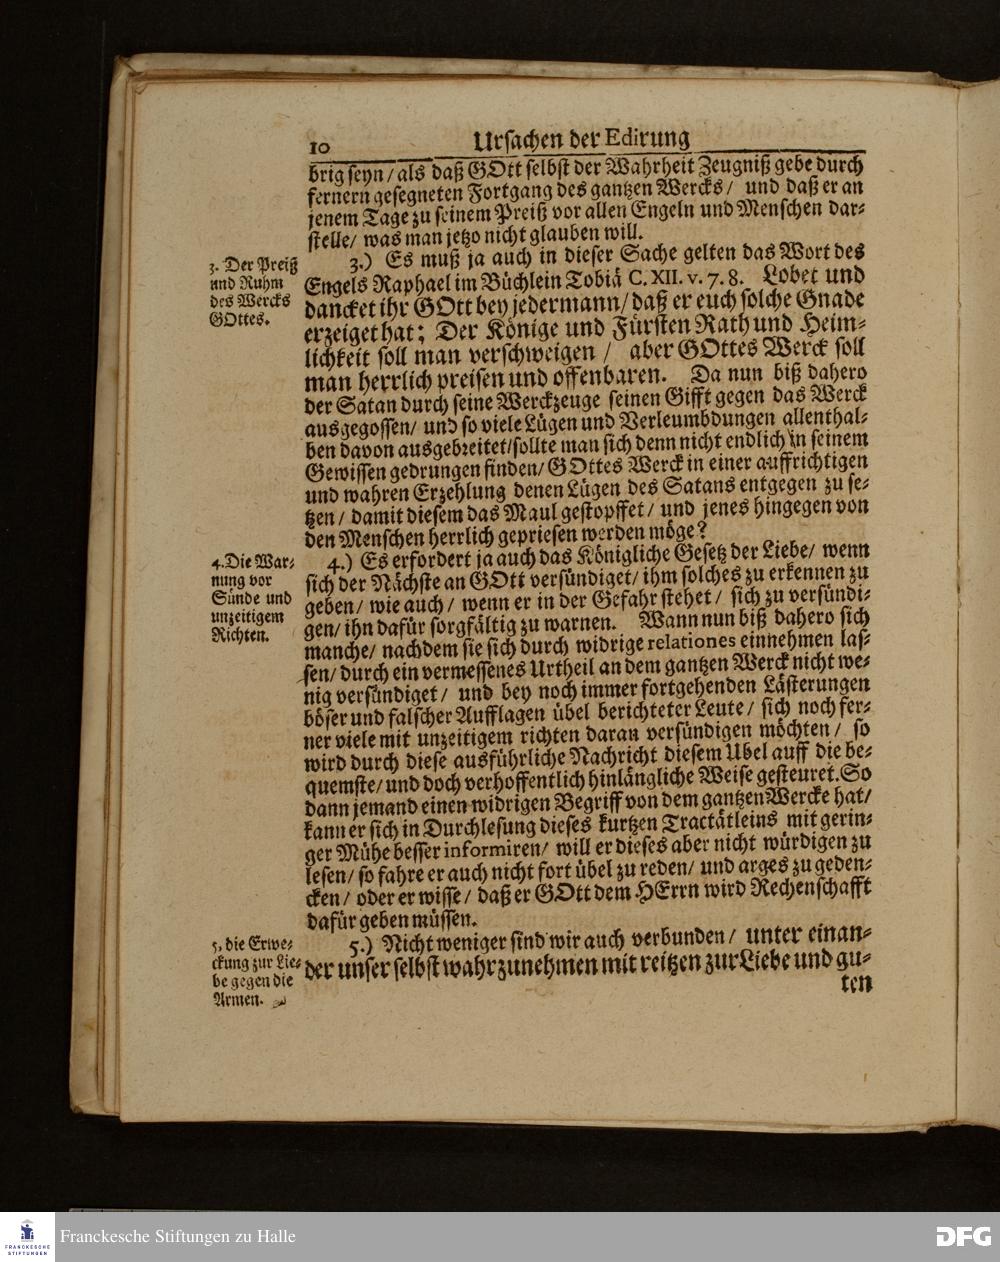 10 Ursachen der Edirung
brig seyn/ als daß GOtt selbst der Wahrheit Zeugniß gebe durch
fernern gesegneten Fortgang des gantzen Wercks/ und daß er an
jenem Tage zu seinem Preiß vor allen Engeln und Menschen dar-
stelle/ was man jetzo nicht glauben will.
3. Der Preiß
und Ruhm
des Wercks
GOttes.
3.) Es muß ja auch in dieser Sache gelten das Wort des
Engels Raphael im Büchlein Tobiä C. XII. v. 7. 8. Lobet und
dancket ihr GOtt bey jedermann/ daß er euch solche Gnade
erzeiget hat; Der Könige und Fürsten Rath und Heim-
lichkeit soll man verschweigen / aber GOttes Werck soll
man herrlich preisen und offenbaren. Da nun biß dahero
der Satan durch seine Werckzeuge seinen Gifft gegen das Werck
ausgegossen/ und so viele Lügen und Verleumbdungen allenthal-
ben davon ausgebreitet/ sollte man sich denn nicht endlich in seinem
Gewissen gedrungen finden/ GOttes Werck in einer auffrichtigen
und wahren Erzehlung denen Lügen des Satans entgegen zu se-
tzen/ damit diesem das Maul gestopffet/ und jenes hingegen von
den Menschen herrlich gepriesen werden möge?
4. Die War-
nung vor
Sünde und
unzeitigem
Richten.
4.) Es erfordert ja auch das Königliche Gesetz der Liebe/ wenn
sich der Nächste an GOtt versündiget/ ihm solches zu erkennen zu
geben/ wie auch/ wenn er in der Gefahr stehet/ sich zu versündi-
gen/ ihn dafür sorgfältig zu warnen. Wann nun biß dahero sich
manche/ nachdem sie sich durch widrige relationes einnehmen las-
sen/ durch ein vermessenes Urtheil an dem gantzen Werck nicht we-
nig versündiget/ und bey noch immer fortgehenden Lästerungen
böser und falscher Aufflagen übel berichteter Leute/ sich noch fer-
ner viele mit unzeitigem richten daran versündigen möchten/ so
wird durch diese ausführliche Nachricht diesem Ubel auff die be-
quemste/ und doch verhoffentlich hinlängliche Weise gesteuret. So
dann jemand einen widrigen Begriff von dem gantzen Wercke hat/
kann er sich in Durchlesung dieses kurtzen Tractätleins mit gerin-
ger Mühe besser informiren/ will er dieses aber nicht würdigen zu
lesen/ so fahre er auch nicht fort übel zu reden/ und arges zu geden-
cken/ oder er wisse/ daß er GOtt dem HErrn wird Rechenschafft
dafür geben müssen.
5. die Erwe-
ckung zur Lie-
be gegen die
Armen.
5.) Nicht weniger sind wir auch verbunden/ unter einan-
der unser selbst wahrzunehmen mit reitzen zur Liebe und gu-
ten
FRANCKESCHE
STIFTUNGEN
Franckesche Stiftungen zu Halle
DFG